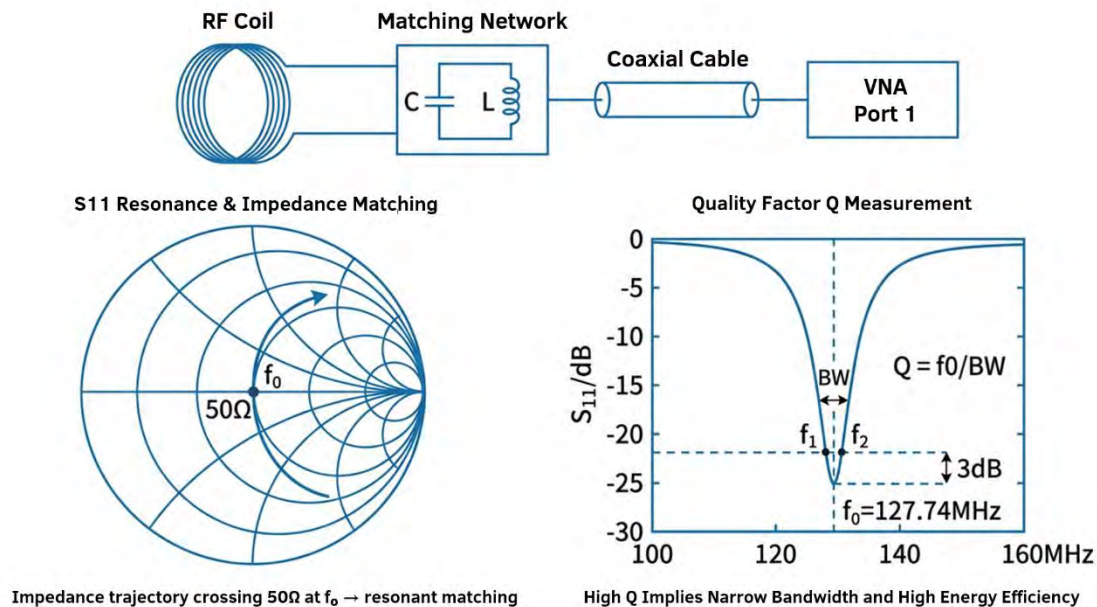 RF Coil
Matching Network
Coaxial Cable
C
L
VNA
Port 1
S11 Resonance & Impedance Matching
f₀
50Ω
Impedance trajectory crossing 50Ω at f₀ → resonant matching
Quality Factor Q Measurement
S₁₁/dB
0
-5
-10
-15
-20
-25
-30
BW
Q = f0/BW
f₁
f₂
3dB
f₀=127.74MHz
100
120
140
160MHz
High Q Implies Narrow Bandwidth and High Energy Efficiency